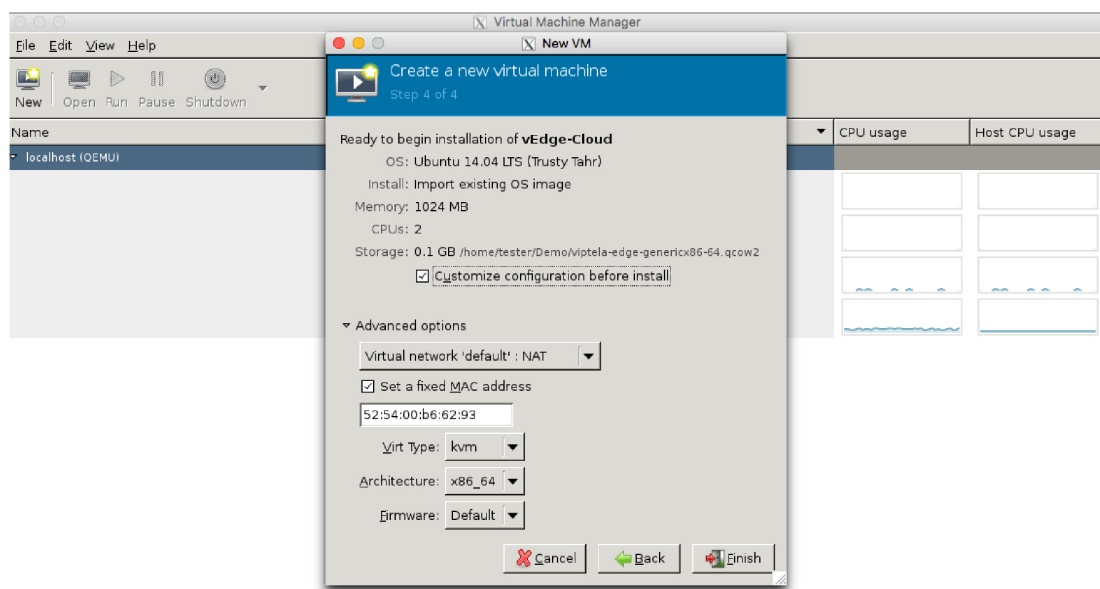 Virtual Machine Manager
File Edit View Help
New Open Run Pause Shutdown
Name CPU usage Host CPU usage
localhost (QEMU)
New VM
Create a new virtual machine
Step 4 of 4
Ready to begin installation of vEdge-Cloud
OS: Ubuntu 14.04 LTS (Trusty Tahr)
Install: Import existing OS image
Memory: 1024 MB
CPUs: 2
Storage: 0.1 GB /home/tester/Demo/viptela-edge-genericx86-64.qcow2
Customize configuration before install
Advanced options
Virtual network 'default' : NAT
Set a fixed MAC address
52:54:00:b6:62:93
Virt Type: kvm
Architecture: x86_64
Firmware: Default
Cancel Back Finish